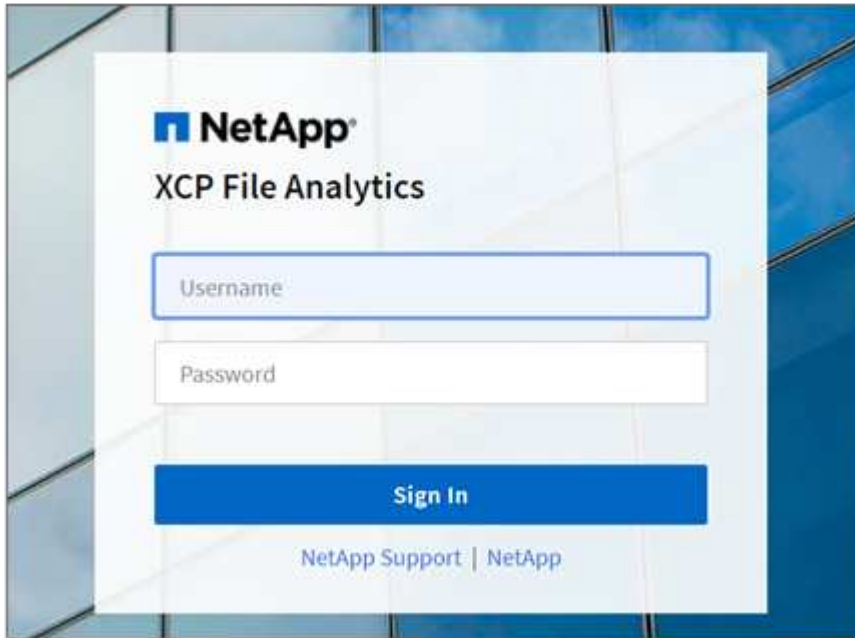 NetApp®
XCP File Analytics
Username
Password
Sign In
NetApp Support | NetApp